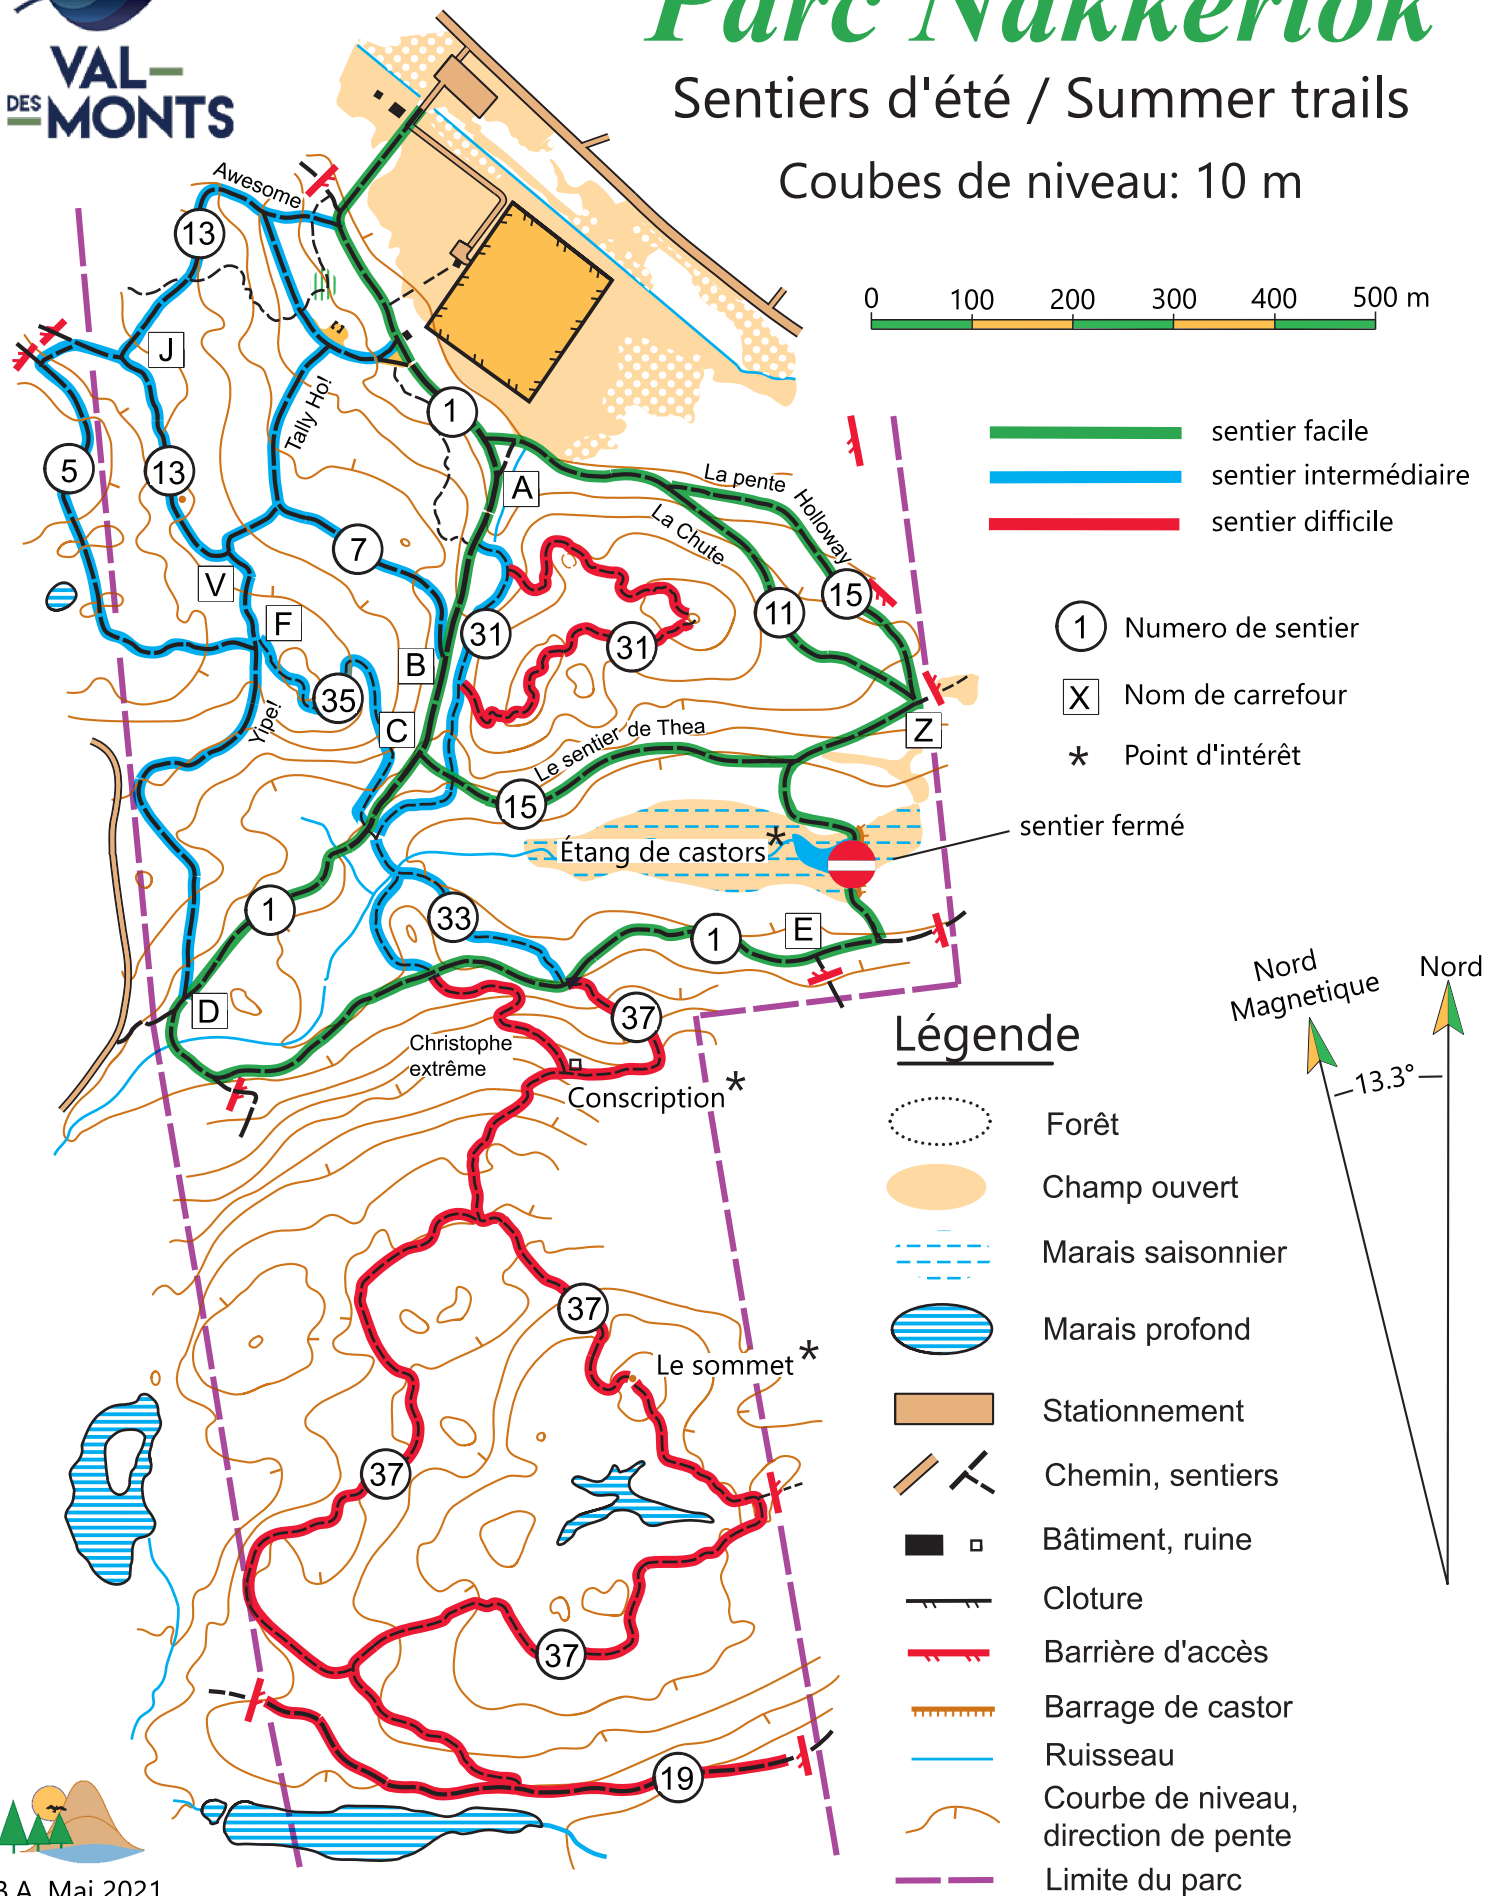 Parc Nakkertok
VAL-
DES MONTS
Sentiers d'été / Summer trails
Coubes de niveau: 10 m
0 100 200 300 400 500 m
Awesome
13
J
Tally Ho!
1
5
13
A
La pente
Holloway
La Chute
7
V
F
15
11
31
31
B
35
C
Yipe!
Z
Le sentier de Thea
15
Étang de castors *
sentier fermé
1
33
1
E
D
37
Christophe
extrême
Conscription *
37
Le sommet *
37
37
19
sentier facile
sentier intermédiaire
sentier difficile
1 Numero de sentier
X Nom de carrefour
* Point d'intérêt
Nord
Magnetique
Nord
13.3°
Légende
Forêt
Champ ouvert
Marais saisonnier
Marais profond
Stationnement
Chemin, sentiers
Bâtiment, ruine
Cloture
Barrière d'accès
Barrage de castor
Ruisseau
Courbe de niveau,
direction de pente
Limite du parc
B.A. Mai 2021